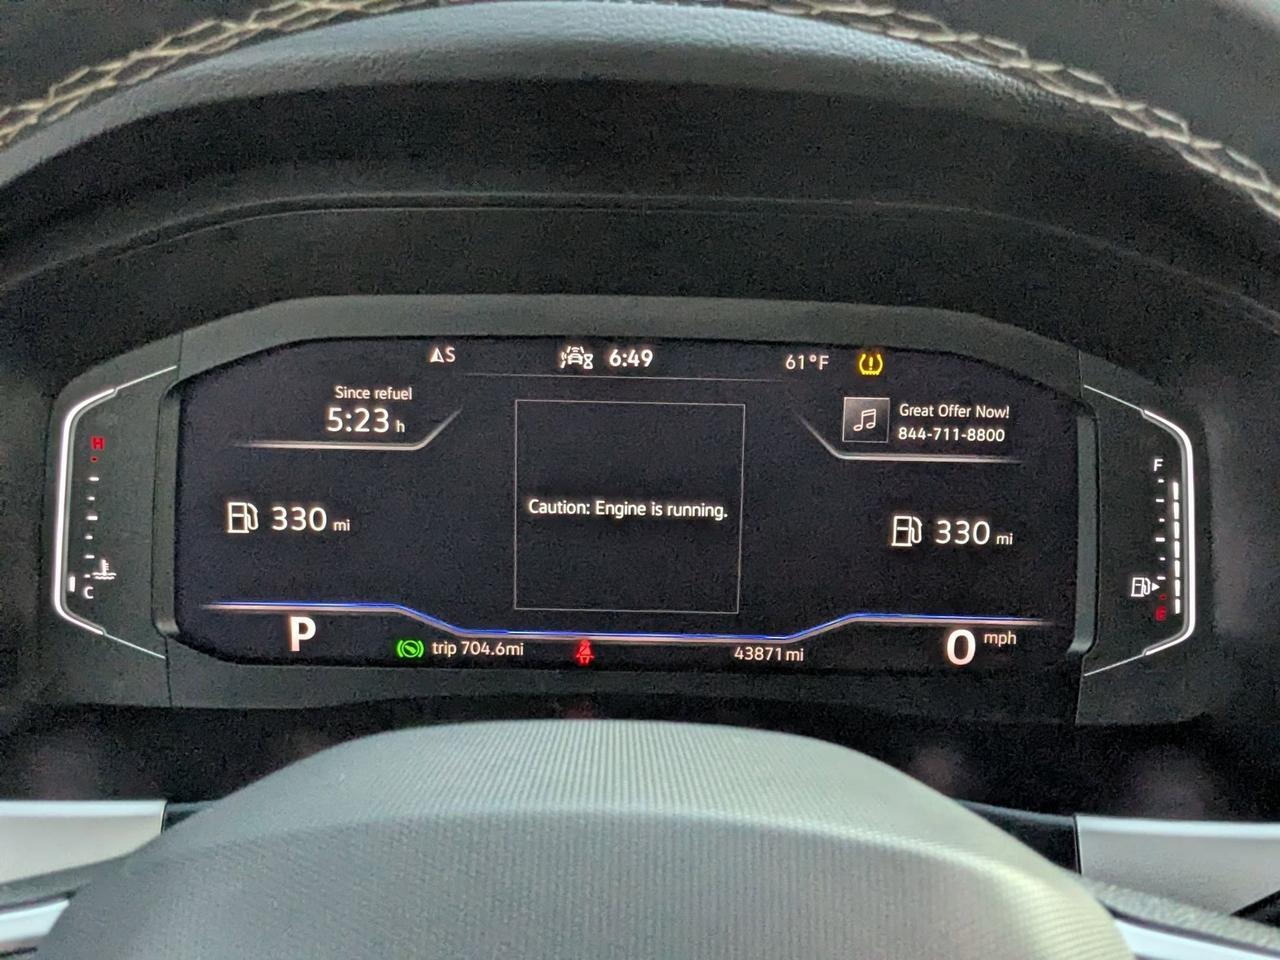 S
6:49
61°F
Since refuel
5:23 h
Great Offer Now!
844-711-8800
H
F
330 mi
Caution: Engine is running.
330 mi
C
E
P
trip 704.6mi
43871 mi
0 mph